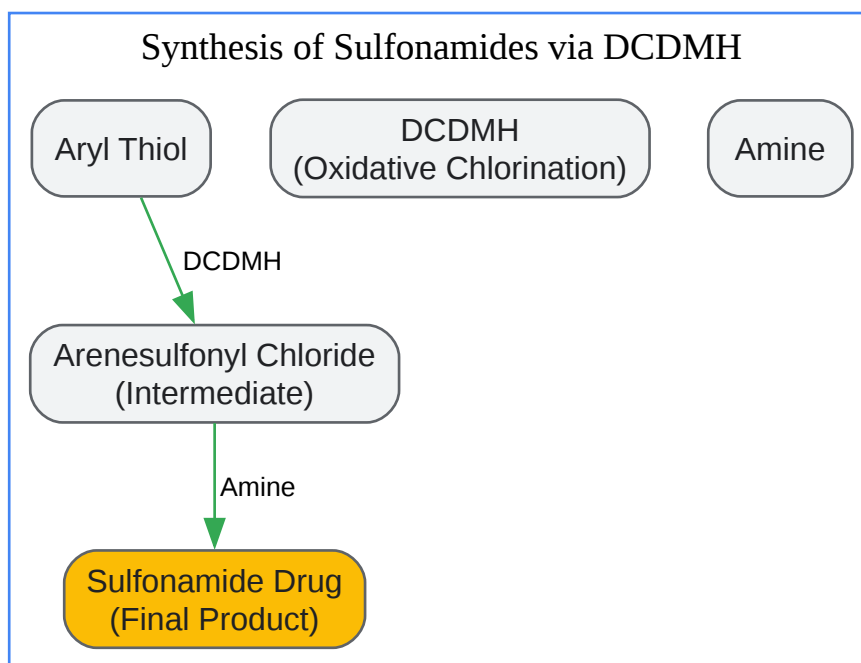 Synthesis of Sulfonamides via DCDMH
Aryl Thiol
DCDMH
(Oxidative Chlorination)
Amine
DCDMH
Arenesulfonyl Chloride
(Intermediate)
Amine
Sulfonamide Drug
(Final Product)